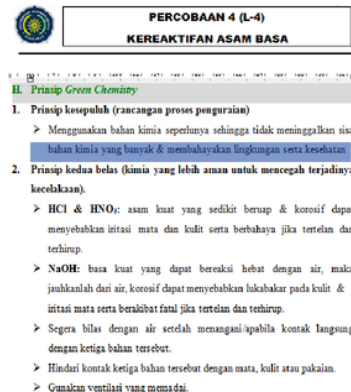 PERCOBAAN 4 (L-4)
KEREAKTIFAN ASAM BASA
H. Prinsip Green Chemistry
1. Prinsip kesepuluh (rancangan proses penguraian)
➢ Menggunakan bahan kimia seperlunya sehingga tidak meninggalkan sisa
bahan kimia yang banyak & membahayakan lingkungan serta kesehatan
2. Prinsip kedua belas (kimia yang lebih aman untuk mencegah terjadinya
kecelakaan).
➢ HCl & HNO₃: asam kuat yang sedikit beruap & korosif dapa
menyebabkan iritasi mata dan kulit serta berbahaya jika tertelan dan
terhirup.
➢ NaOH: basa kuat yang dapat bereaksi hebat dengan air, maka
jauhkanlah dari air, korosif dapat menyebabkan lukabakar pada kulit &
iritasi mata serta berakibat fatal jika tertelan dan terhirup.
➢ Segera bilas dengan air setelah menangani/apabila kontak langsung
dengan ketiga bahan tersebut.
➢ Hindari kontak ketiga bahan tersebut dengan mata, kulit atau pakaian.
➢ Gunakan ventilasi yang memadai.